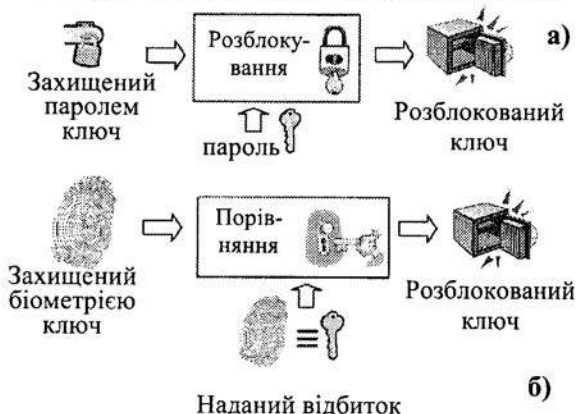 а)
Розблоку-
вання
Захищений
паролем
ключ
пароль
Розблокований
ключ
Порів-
няння
Захищений
біометрією
ключ
Розблокований
ключ
б)
Наданий відбиток